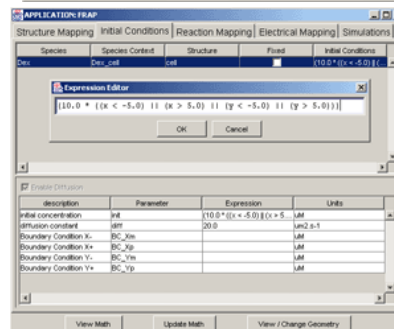 APPLICATION: FRAP
Structure Mapping Initial Conditions Reaction Mapping Electrical Mapping Simulations
Species Species Context Structure Fixed Initial Conditions
Dex Dex_cell cell (10.0 * ((x < -5.0) || (...
Expression Editor
(10.0 * ((x < -5.0) || (x > 5.0) || (y < -5.0) || (y > 5.0)))
OK Cancel
Enable Diffusion
description Parameter Expression Units
initial concentration init (10.0 * ((x < -5.0) || (x > 5.... uM
diffusion constant diff 20.0 um2.s-1
Boundary Condition X- BC_Xm uM
Boundary Condition X+ BC_Xp uM
Boundary Condition Y- BC_Ym uM
Boundary Condition Y+ BC_Yp uM
View Math Update Math View / Change Geometry